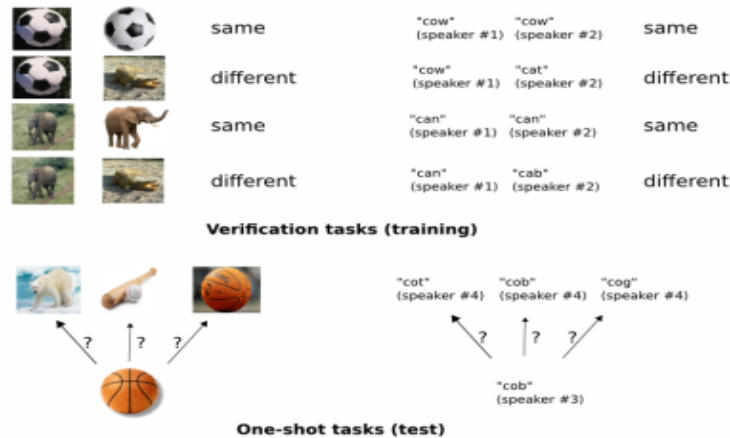 same "cow" "cow" same
(speaker #1) (speaker #2)
different "cow" "cat" different
(speaker #1) (speaker #2)
same "can" "can" same
(speaker #1) (speaker #2)
different "can" "cab" different
(speaker #1) (speaker #2)
Verification tasks (training)
"cot" "cob" "cog"
(speaker #4) (speaker #4) (speaker #4)
? ? ? ? ? ?
"cob"
(speaker #3)
One-shot tasks (test)